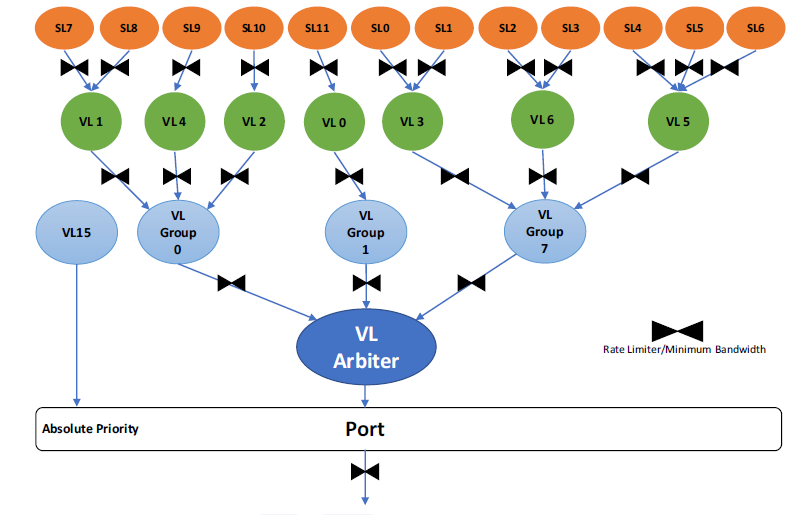 SL7
SL8
SL9
SL10
SL11
SL0
SL1
SL2
SL3
SL4
SL5
SL6
VL 1
VL 4
VL 2
VL 0
VL 3
VL 6
VL 5
VL15
VL
Group
0
VL
Group
1
VL
Group
7
VL
Arbiter
Rate Limiter/Minimum Bandwidth
Absolute Priority
Port